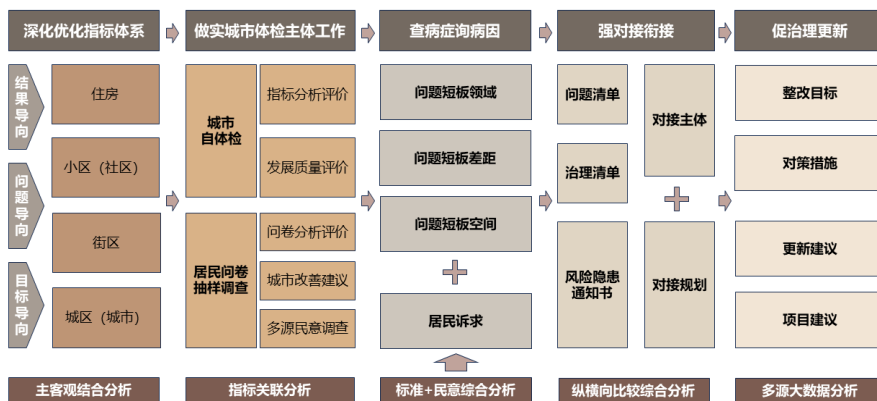 深化优化指标体系
做实城市体检主体工作
查病症询病因
强对接衔接
促治理更新
结果导向
问题导向
目标导向
住房
小区（社区）
街区
城区（城市）
城市
自体检
指标分析评价
发展质量评价
居民问卷
抽样调查
问卷分析评价
城市改善建议
多源民意调查
问题短板领域
问题短板差距
问题短板空间
居民诉求
问题清单
治理清单
风险隐患
通知书
对接主体
对接规划
整改目标
对策措施
更新建议
项目建议
主客观结合分析
指标关联分析
标准+民意综合分析
纵横向比较综合分析
多源大数据分析